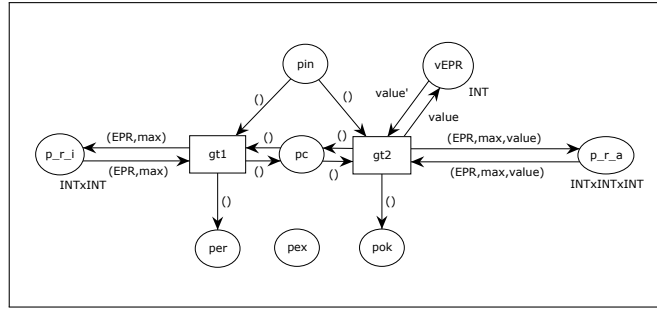 pin
vEPR
INT
()
()
value'
value
(EPR,max)
()
()
(EPR,max,value)
p_r_i
gt1
pc
gt2
p_r_a
(EPR,max)
()
()
(EPR,max,value)
INTxINT
INTxINTxINT
()
()
per
pex
pok